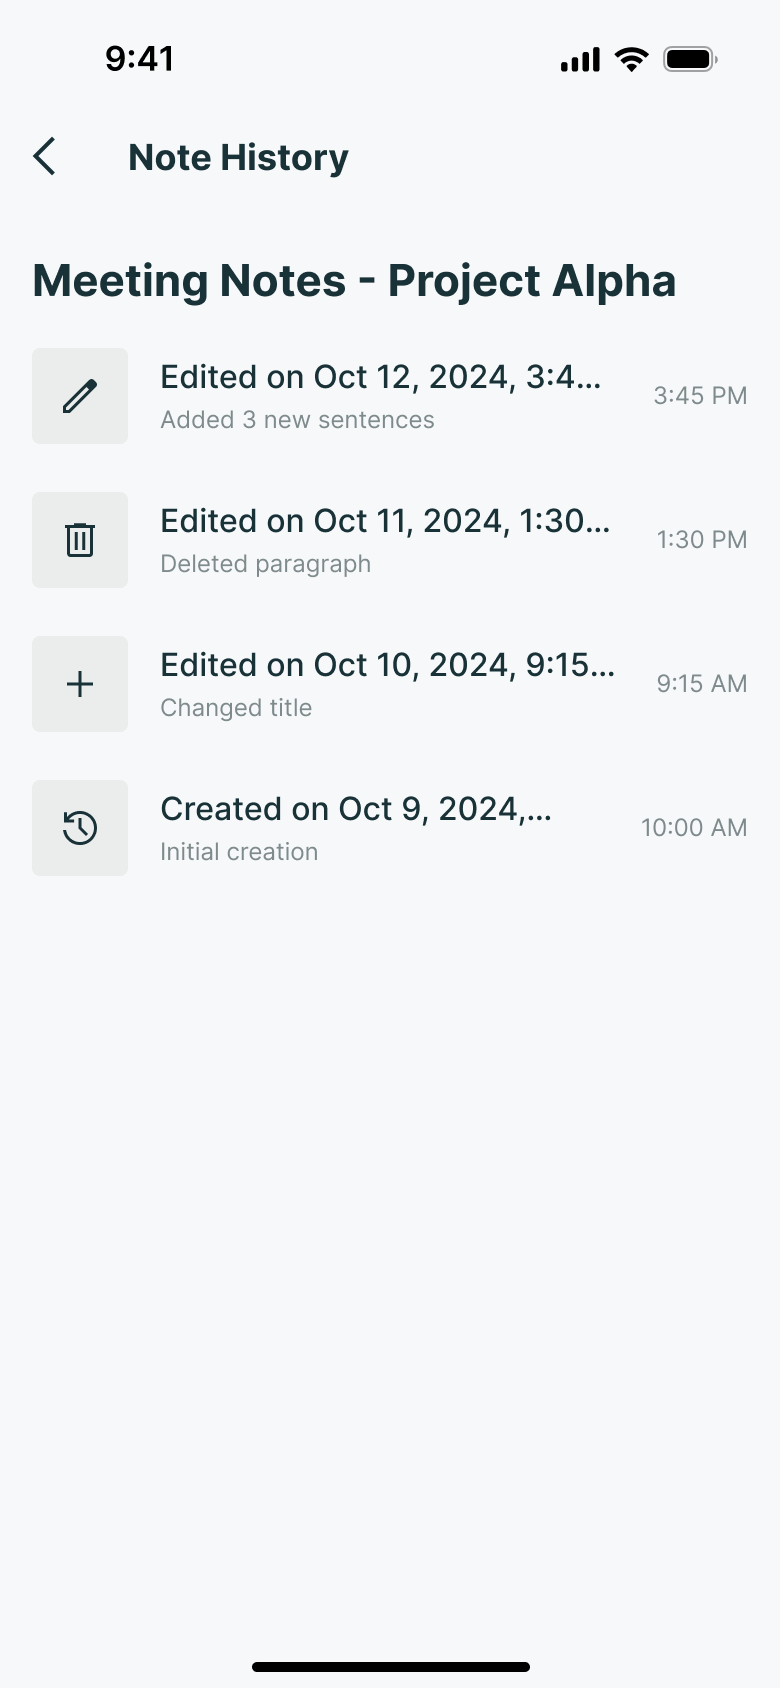 9:41
Note History
Meeting Notes - Project Alpha
Edited on Oct 12, 2024, 3:4...
Added 3 new sentences
3:45 PM
Edited on Oct 11, 2024, 1:30...
Deleted paragraph
1:30 PM
Edited on Oct 10, 2024, 9:15...
Changed title
9:15 AM
Created on Oct 9, 2024,...
Initial creation
10:00 AM